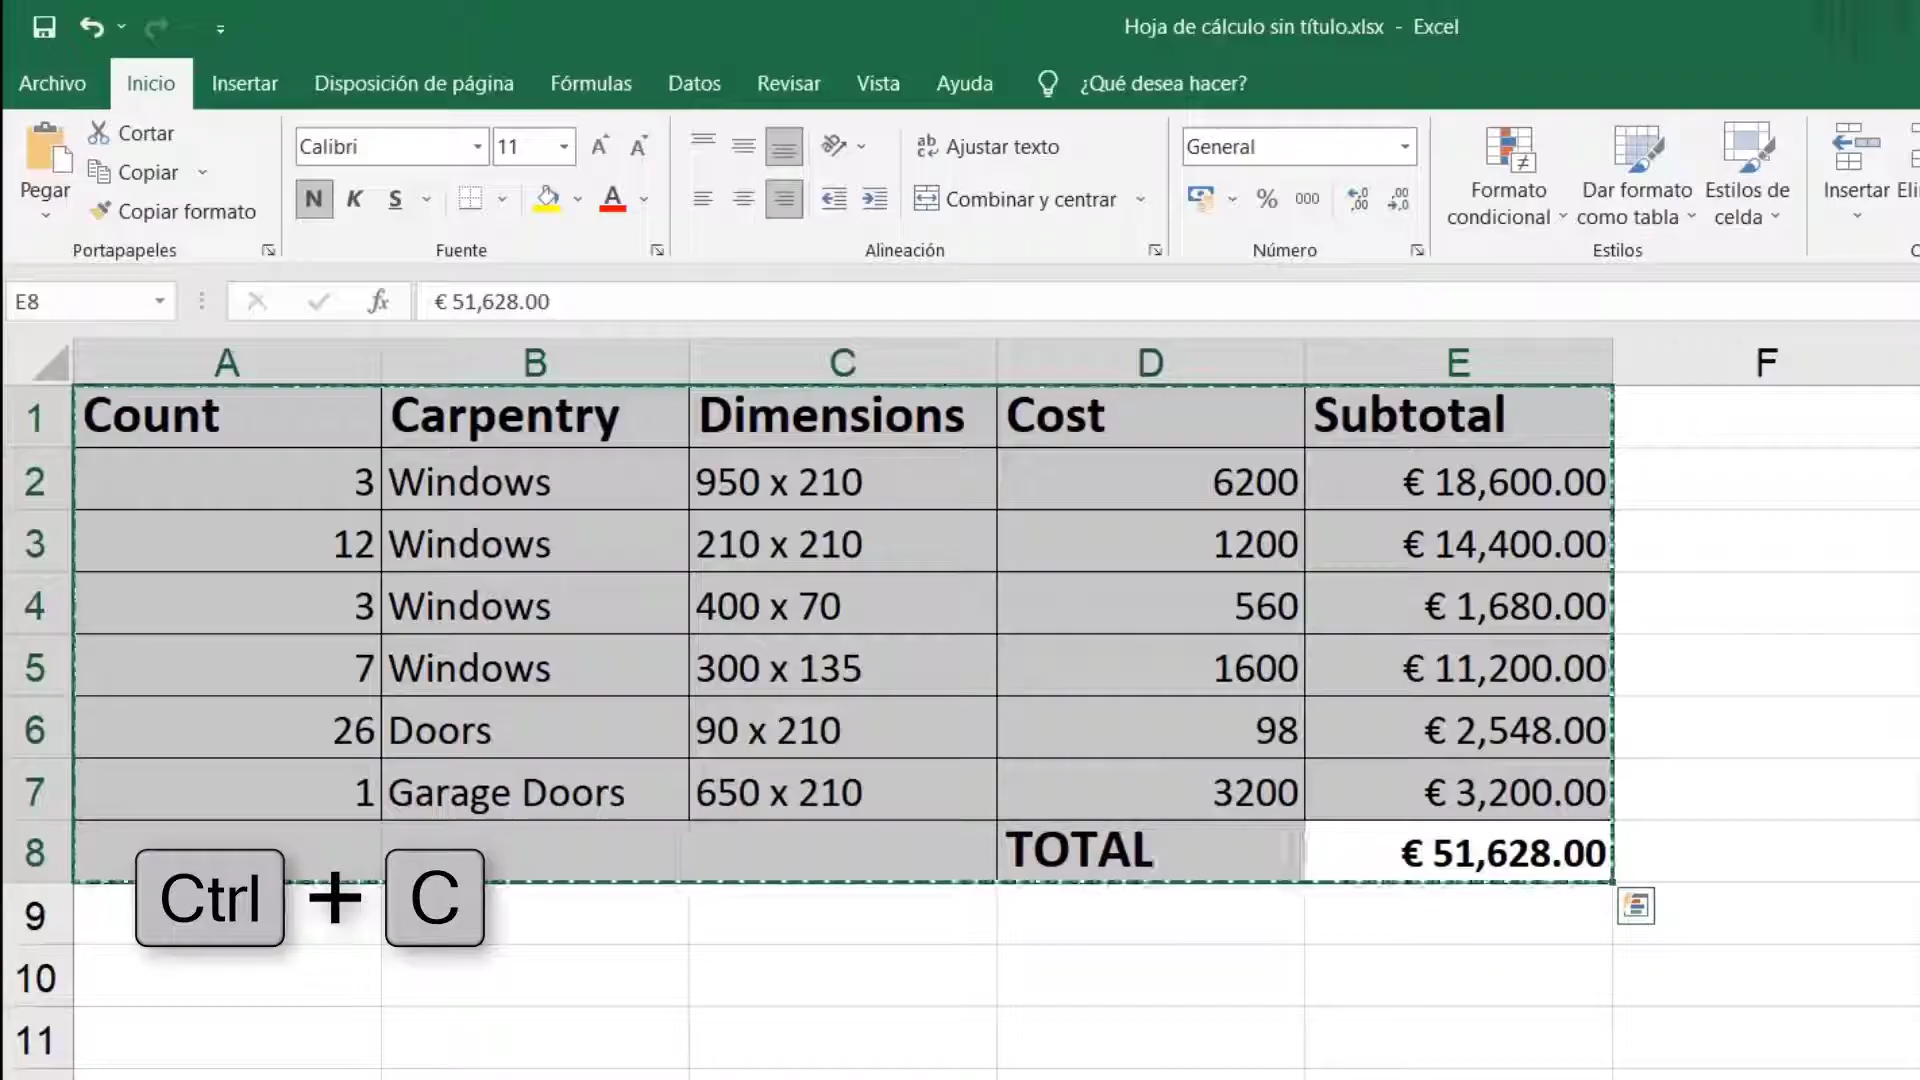 Hoja de cálculo sin título.xlsx - Excel
Archivo Inicio Insertar Disposición de página Fórmulas Datos Revisar Vista Ayuda ¿Qué desea hacer?
Pegar
Cortar
Copiar
Copiar formato
Portapapeles
Calibri 11
N K S
Fuente
Ajustar texto
Combinar y centrar
Alineación
General
% 000
Número
Formato condicional
Dar formato como tabla
Estilos de celda
Estilos
Insertar
E8 fx € 51,628.00
A B C D E F
1 Count Carpentry Dimensions Cost Subtotal
2 3 Windows 950 x 210 6200 € 18,600.00
3 12 Windows 210 x 210 1200 € 14,400.00
4 3 Windows 400 x 70 560 € 1,680.00
5 7 Windows 300 x 135 1600 € 11,200.00
6 26 Doors 90 x 210 98 € 2,548.00
7 1 Garage Doors 650 x 210 3200 € 3,200.00
8 TOTAL € 51,628.00
Ctrl + C
9
10
11